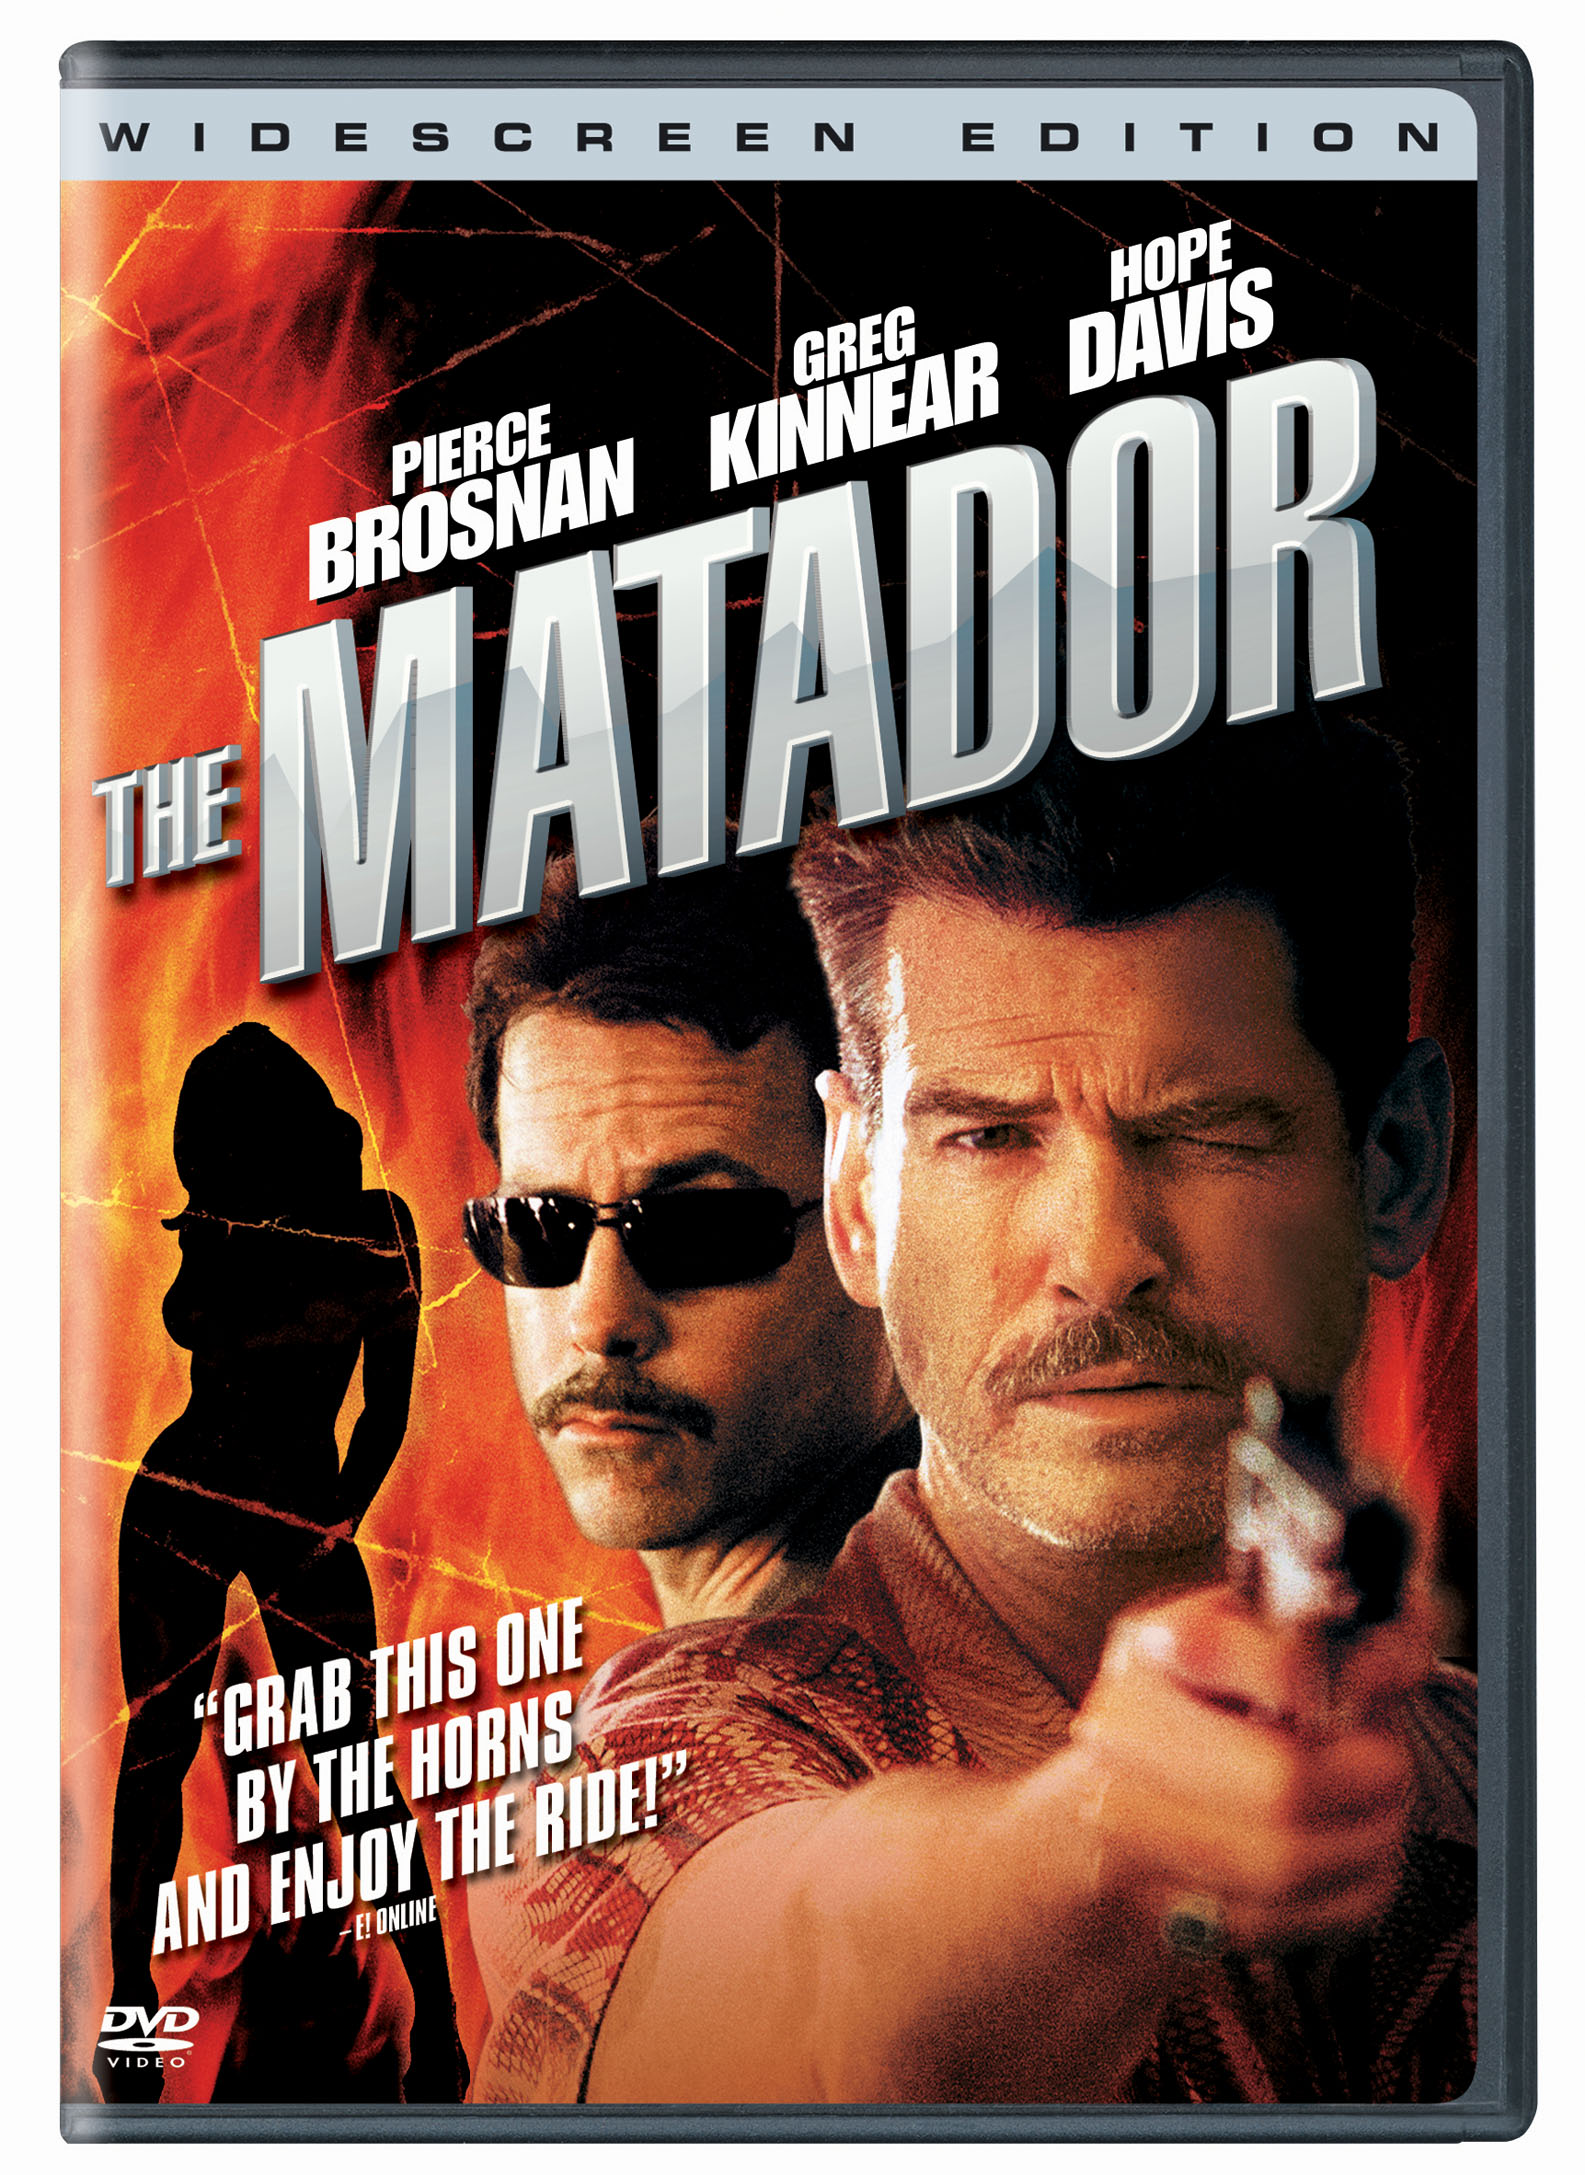 WIDESCREEN EDITION
PIERCE
BROSNAN
GREG
KINNEAR
HOPE
DAVIS
THE MATADOR
“GRAB THIS ONE
BY THE HORNS
AND ENJOY THE RIDE!”
– E! ONLINE
DVD
VIDEO